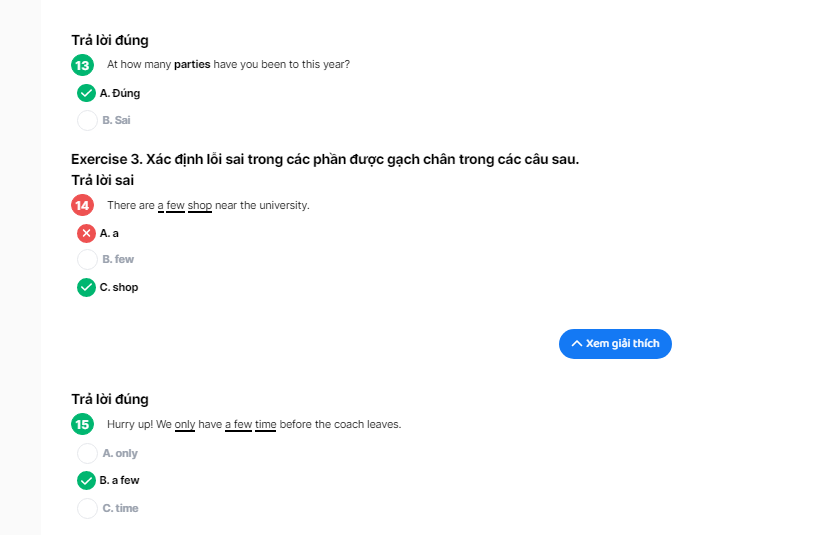 Trả lời đúng
13 At how many parties have you been to this year?
A. Đúng
B. Sai
Exercise 3. Xác định lỗi sai trong các phần được gạch chân trong các câu sau.
Trả lời sai
14 There are a few shop near the university.
A. a
B. few
C. shop
Xem giải thích
Trả lời đúng
15 Hurry up! We only have a few time before the coach leaves.
A. only
B. a few
C. time